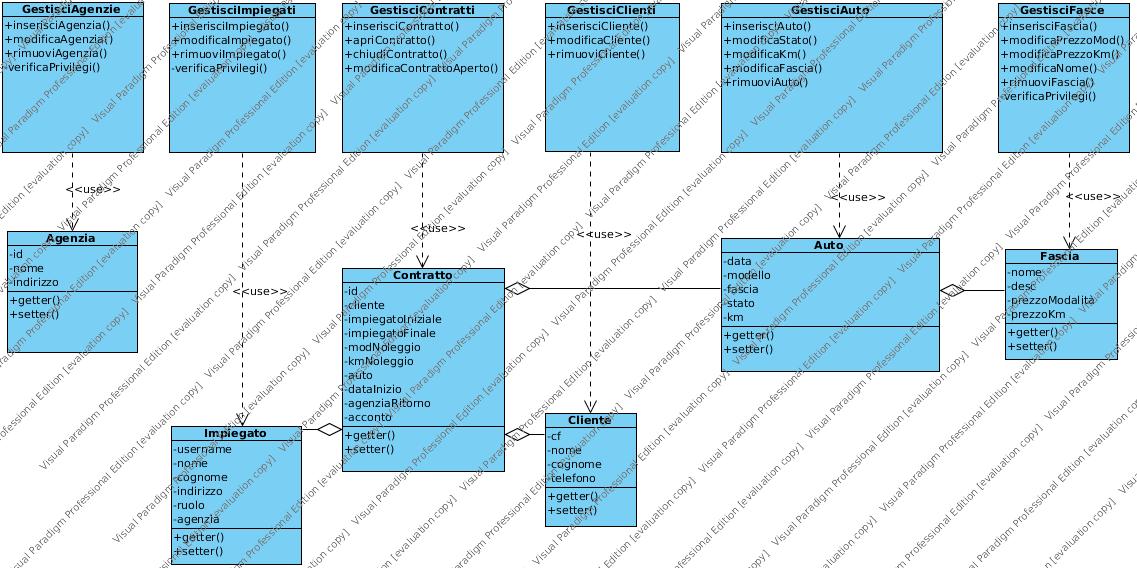 GestisciAgenzie
+inserisciAgenzia()
+modificaAgenzia()
+rimuoviAgenzia()
-verificaPrivilegi()
GestisciImpiegati
+inserisciImpiegato()
+modificaImpiegato()
+rimuovilmpiegato()
-verificaPrivilegi()
GestisciContratti
+inserisciContratto()
+apriContratto()
+chiudiContratto()
+modificaContrattoAperto()
GestisciClienti
+inserisciCliente()
+modificaCliente()
+rimuoviCliente()
GestisciAuto
+inserisciAuto()
+modificaStato()
+modificaKm()
+modificaFascia()
+rimuoviAuto()
GestisciFasce
+inserisciFascia()
+modificaPrezzoMod()
+modificaPrezzoKm()
+modificaNome()
+rimuoviFascia()
-verificaPrivilegi()
<<use>>
<<use>>
<<use>>
<<use>>
<<use>>
<<use>>
Agenzia
-id
-nome
-indirizzo
+getter()
+setter()
Contratto
-id
-cliente
-impiegatoIniziale
-impiegatoFinale
-modNoleggio
-kmNoleggio
-auto
-dataInizio
-agenziaRitorno
-acconto
+getter()
+setter()
Auto
-data
-modello
-fascia
-stato
-km
+getter()
+setter()
Fascia
-nome
-desc
-prezzoModalità
-prezzoKm
+getter()
+setter()
Impiegato
-username
-nome
-cognome
-indirizzo
-ruolo
-agenzia
+getter()
+setter()
Cliente
-cf
-nome
-cognome
-telefono
+getter()
+setter()
Visual Paradigm Professional Edition [evaluation copy]